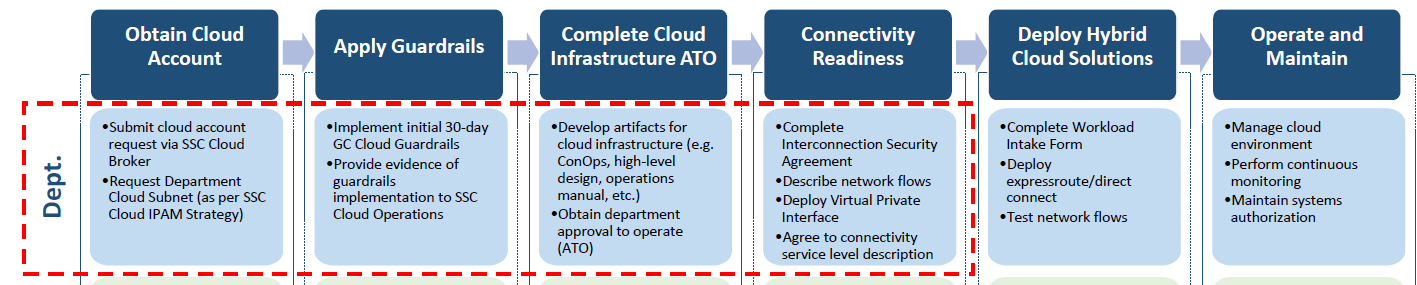 Obtain Cloud
Account
Apply Guardrails
Complete Cloud
Infrastructure ATO
Connectivity
Readiness
Deploy Hybrid
Cloud Solutions
Operate and
Maintain
Dept.
•Submit cloud account
request via SSC Cloud
Broker
•Request Department
Cloud Subnet (as per SSC
Cloud IPAM Strategy)
•Implement initial 30-day
GC Cloud Guardrails
•Provide evidence of
guardrails
implementation to SSC
Cloud Operations
•Develop artifacts for
cloud infrastructure (e.g.
ConOps, high-level
design, operations
manual, etc.)
•Obtain department
approval to operate
(ATO)
•Complete
Interconnection Security
Agreement
•Describe network flows
•Deploy Virtual Private
Interface
•Agree to connectivity
service level description
•Complete Workload
Intake Form
•Deploy
expressroute/direct
connect
•Test network flows
•Manage cloud
environment
•Perform continuous
monitoring
•Maintain systems
authorization